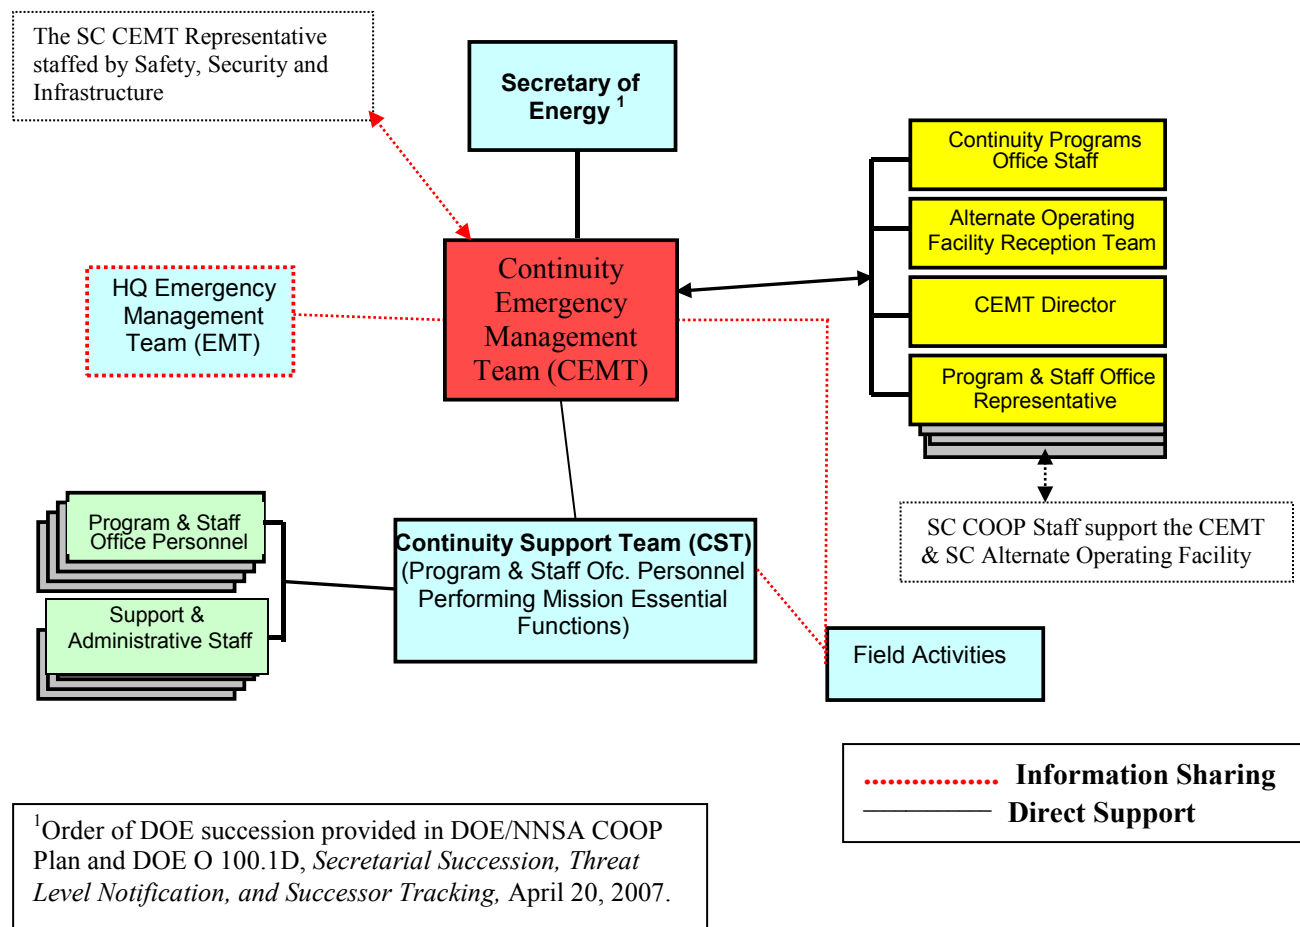 The SC CEMT Representative
staffed by Safety, Security and
Infrastructure
Secretary of
Energy ¹
Continuity Programs
Office Staff
Alternate Operating
Facility Reception Team
CEMT Director
Program & Staff Office
Representative
HQ Emergency
Management
Team (EMT)
Continuity
Emergency
Management
Team (CEMT)
SC COOP Staff support the CEMT
& SC Alternate Operating Facility
Program & Staff
Office Personnel
Support &
Administrative Staff
Continuity Support Team (CST)
(Program & Staff Ofc. Personnel
Performing Mission Essential
Functions)
Field Activities
Information Sharing
Direct Support
¹Order of DOE succession provided in DOE/NNSA COOP
Plan and DOE O 100.1D, Secretarial Succession, Threat
Level Notification, and Successor Tracking, April 20, 2007.